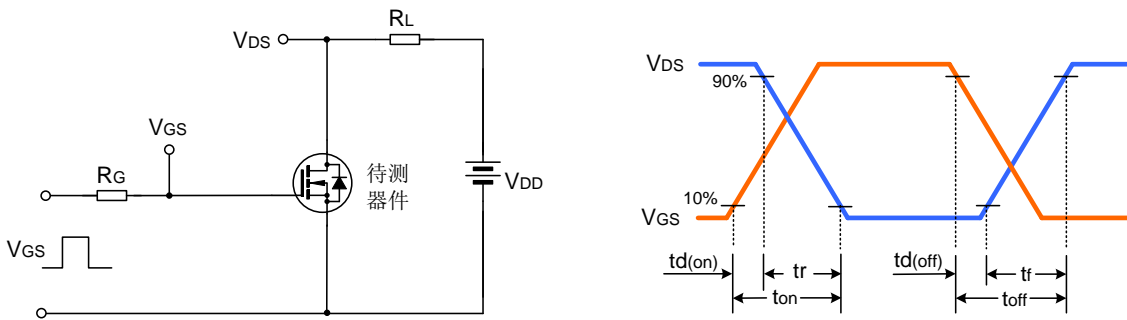 VDS
RL
VGS
RG
待测
器件
VDD
VGS
VDS
90%
10%
VGS
td(on)
tr
ton
td(off)
tf
toff